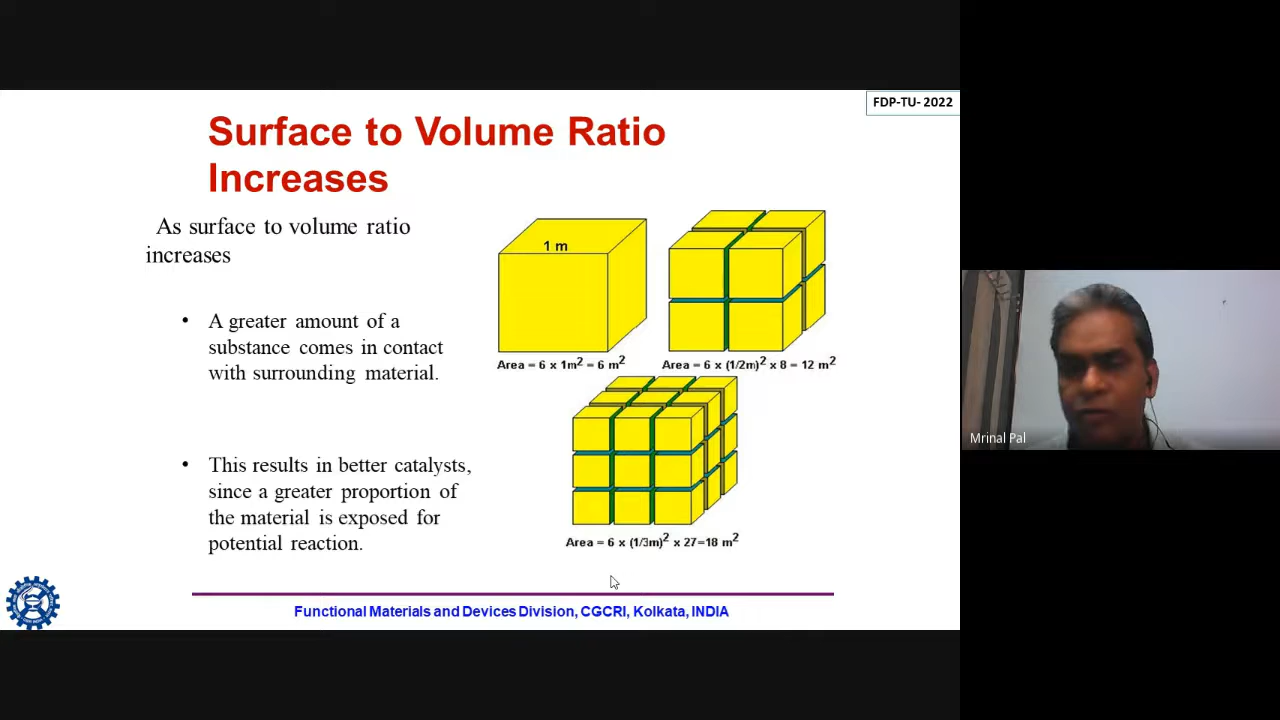 FDP-TU- 2022
Surface to Volume Ratio
Increases
As surface to volume ratio
increases
• A greater amount of a
substance comes in contact
with surrounding material.
• This results in better catalysts,
since a greater proportion of
the material is exposed for
potential reaction.
1 m
Area = 6 x 1m² = 6 m²
Area = 6 x (1/2m)² x 8 = 12 m²
Area = 6 x (1/3m)² x 27=18 m²
Functional Materials and Devices Division, CGCRI, Kolkata, INDIA
Mrinal Pal